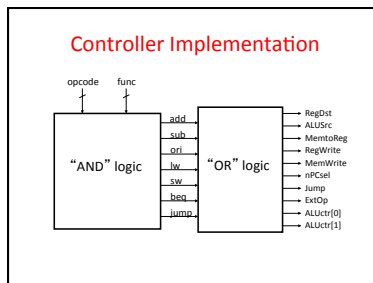 Controller Implementation
opcode func
"AND" logic
add
sub
ori
lw
sw
beq
jump
"OR" logic
RegDst
ALUSrc
MemtoReg
RegWrite
MemWrite
nPCsel
Jump
ExtOp
ALUctr[0]
ALUctr[1]